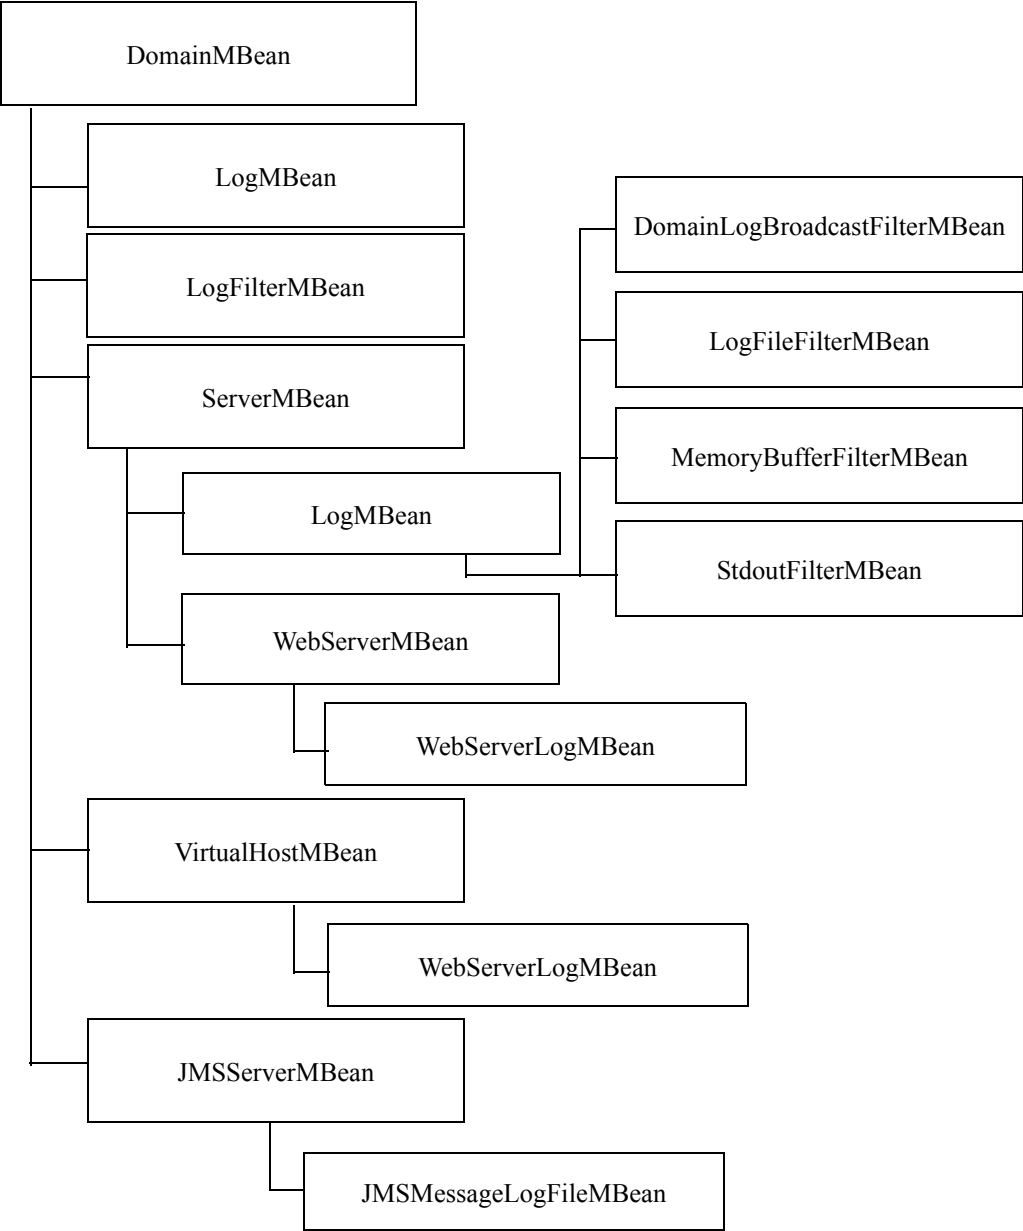 DomainMBean
LogMBean
LogFilterMBean
ServerMBean
LogMBean
DomainLogBroadcastFilterMBean
LogFileFilterMBean
MemoryBufferFilterMBean
StdoutFilterMBean
WebServerMBean
WebServerLogMBean
VirtualHostMBean
WebServerLogMBean
JMSServerMBean
JMSMessageLogFileMBean